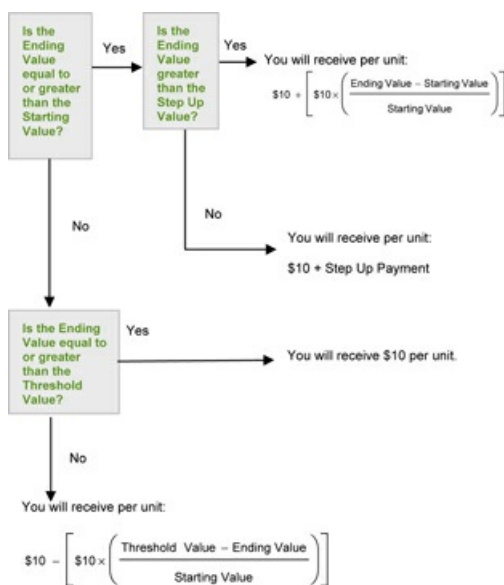 Is the
Ending
Value
equal to
or greater
than the
Starting
Value?
Yes
Is the
Ending
Value
greater
than the
Step Up
Value?
Yes
You will receive per unit:
$10 + [ $10 × ( Ending Value – Starting Value
Starting Value ) ]
No
No
You will receive per unit:
$10 + Step Up Payment
Is the Ending
Value equal to
or greater
than the
Threshold
Value?
Yes
You will receive $10 per unit.
No
You will receive per unit:
$10 – [ $10 × ( Threshold Value – Ending Value
Starting Value ) ]